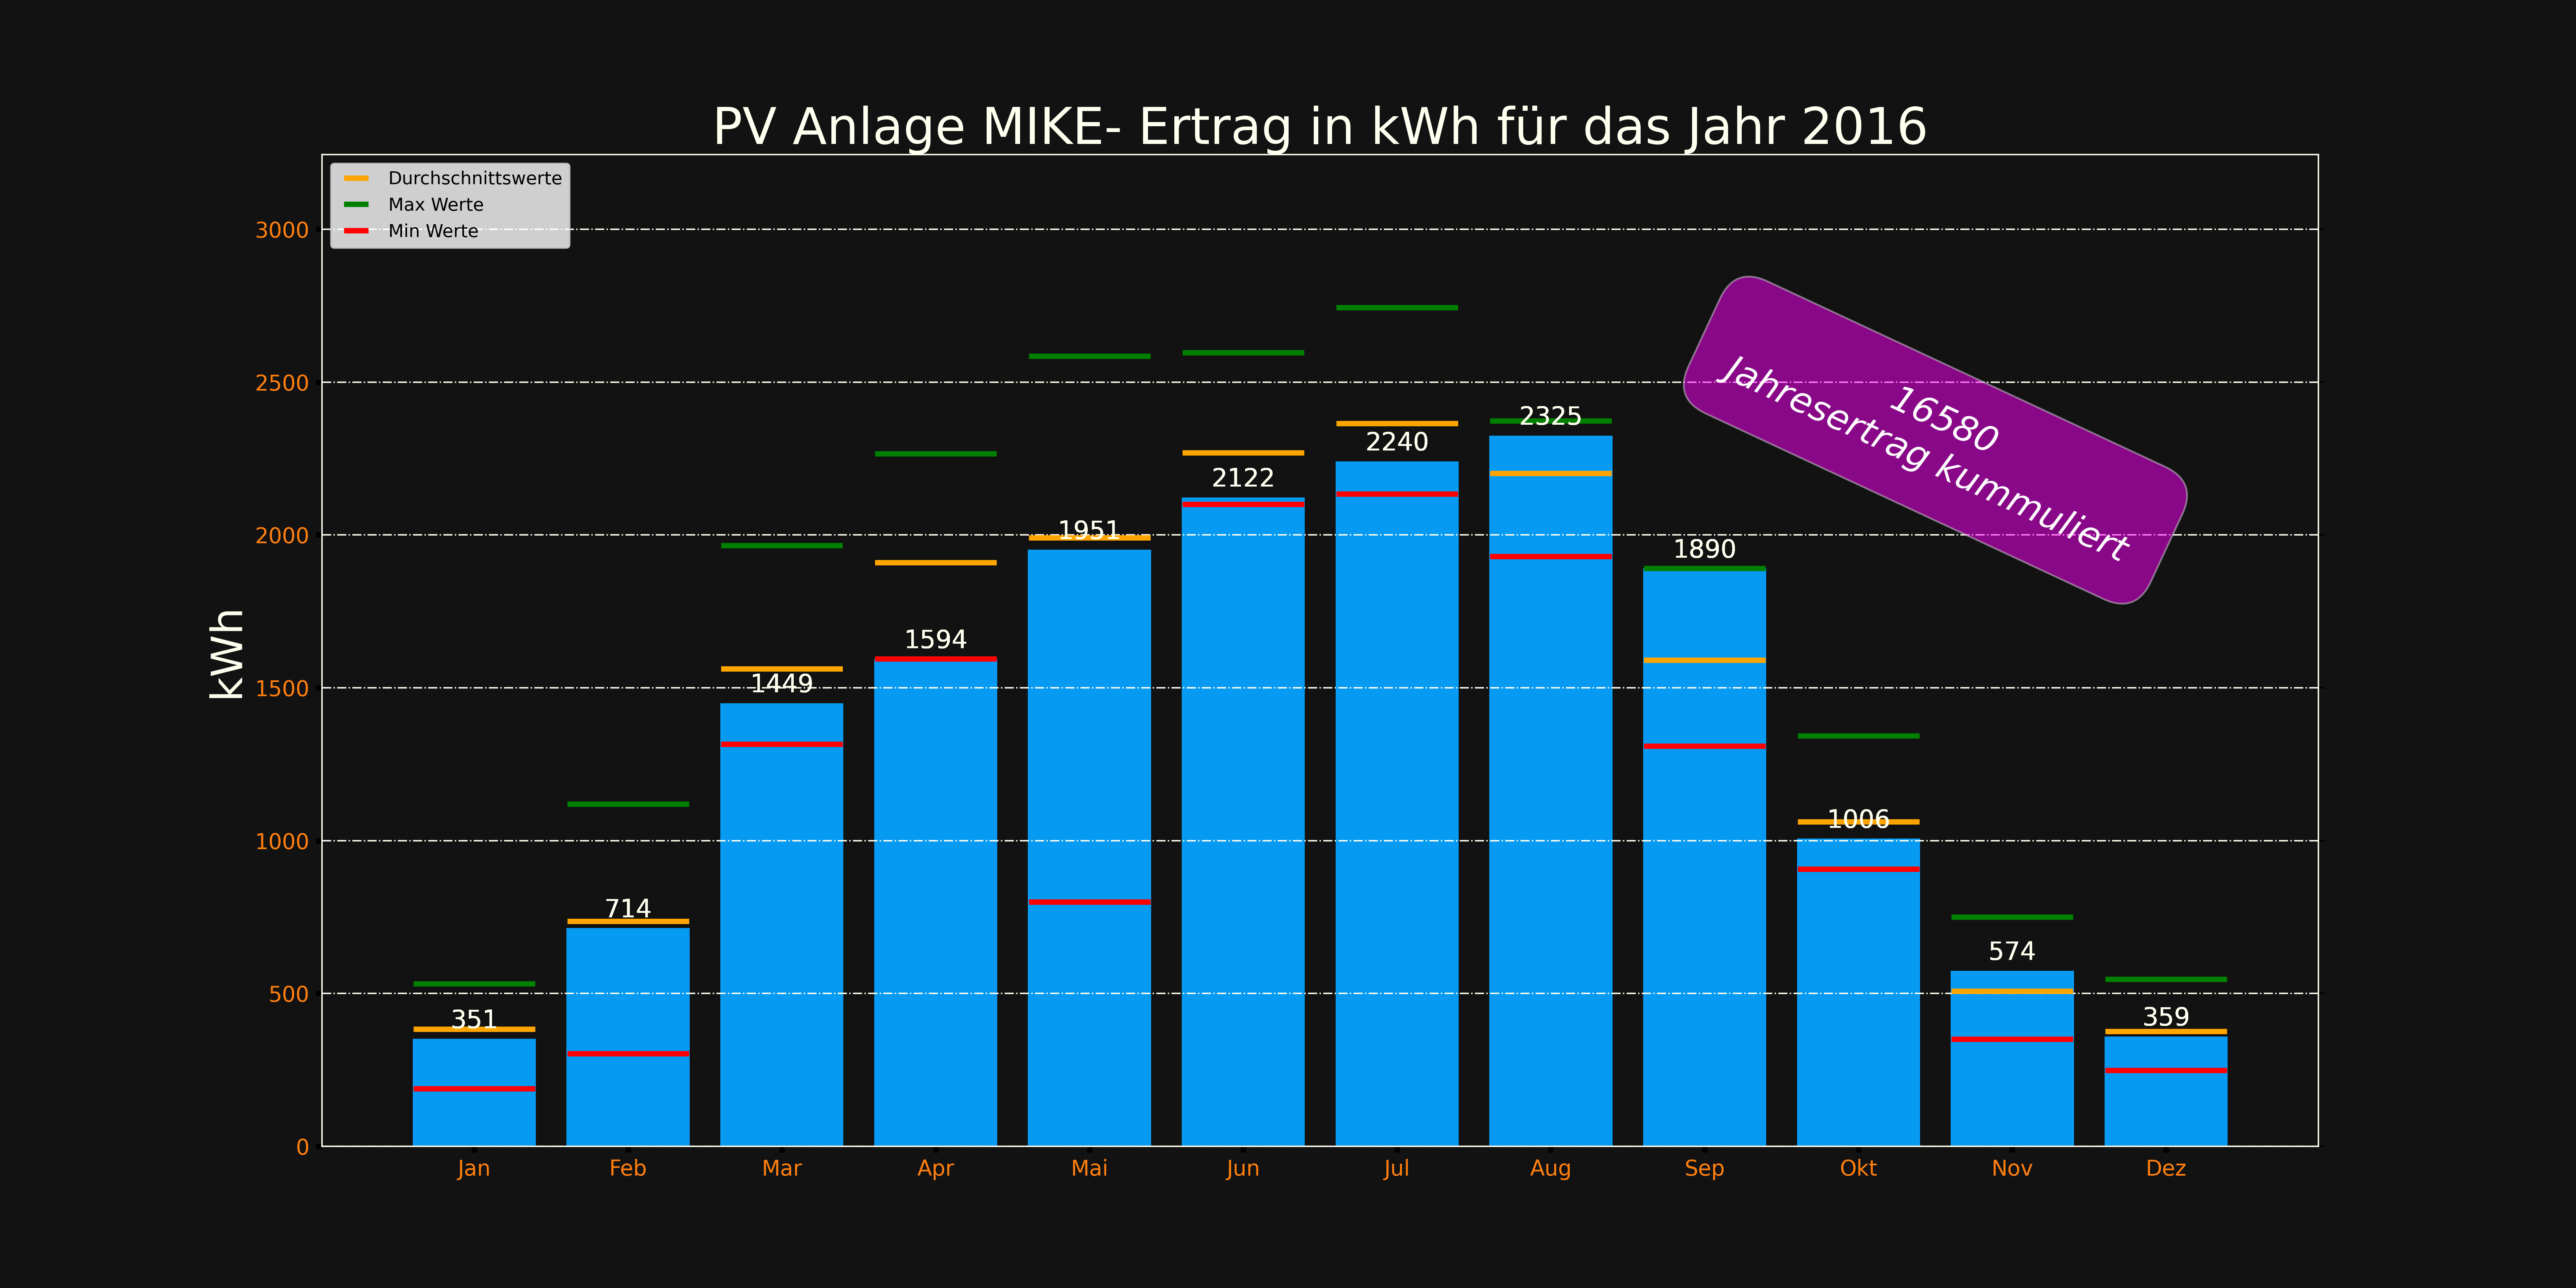 PV Anlage MIKE- Ertrag in kWh für das Jahr 2016
Durchschnittswerte
Max Werte
Min Werte
kWh
3000
2500
2000
1500
1000
500
0
16580
Jahresertrag kummuliert
351
714
1449
1594
1951
2122
2240
2325
1890
1006
574
359
Jan
Feb
Mar
Apr
Mai
Jun
Jul
Aug
Sep
Okt
Nov
Dez